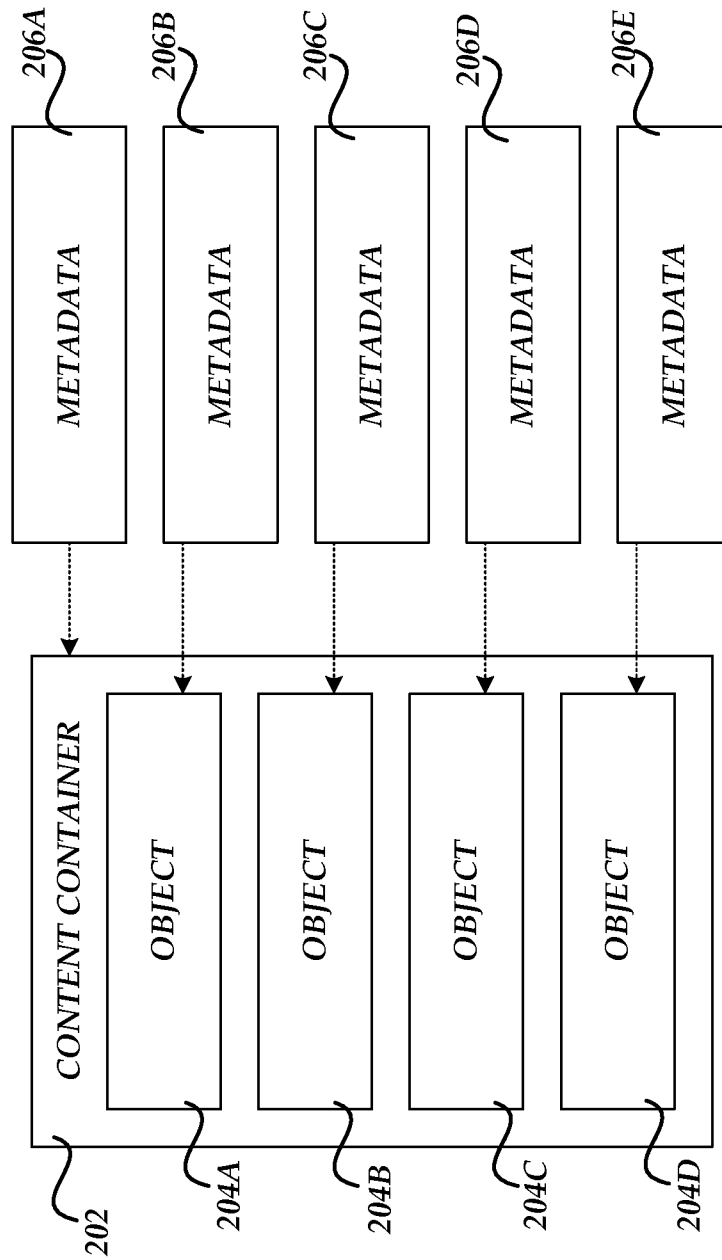 CONTENT CONTAINER
202
OBJECT
204A
OBJECT
204B
OBJECT
204C
OBJECT
204D
METADATA
206A
METADATA
206B
METADATA
206C
METADATA
206D
METADATA
206E